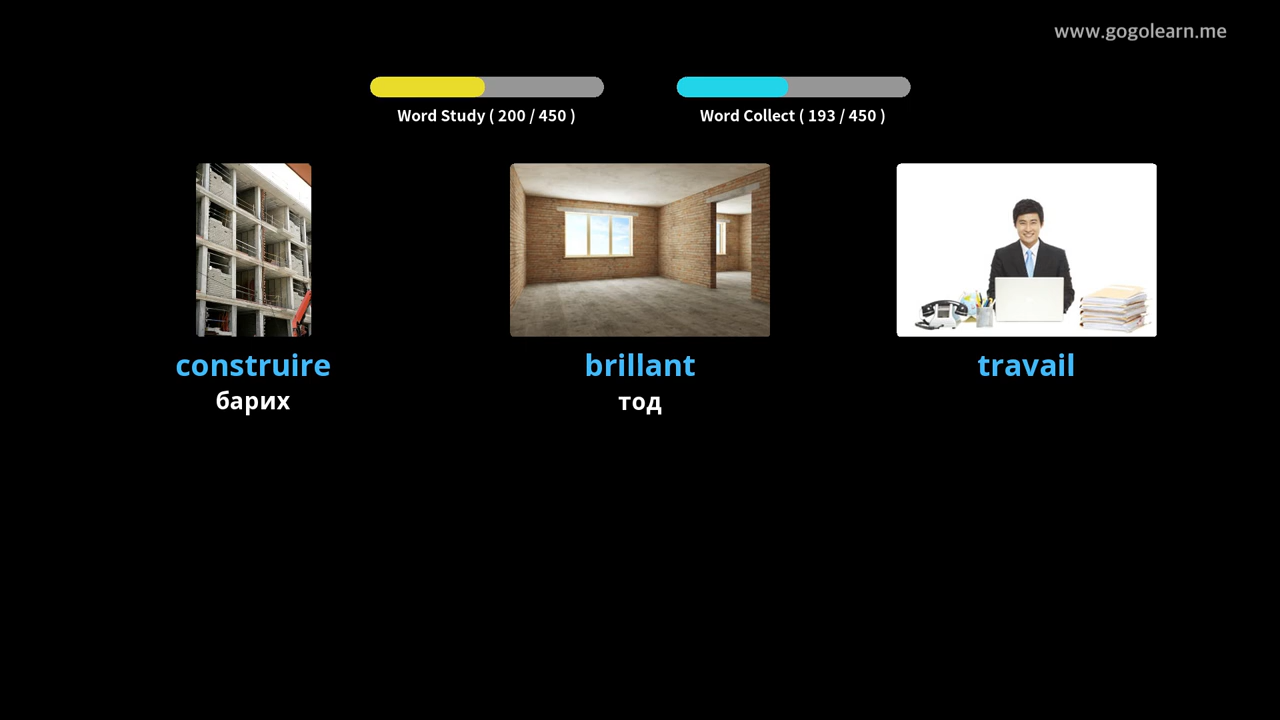 www.gogolearn.me
Word Study ( 200 / 450 )
Word Collect ( 193 / 450 )
construire
барих
brillant
тод
travail